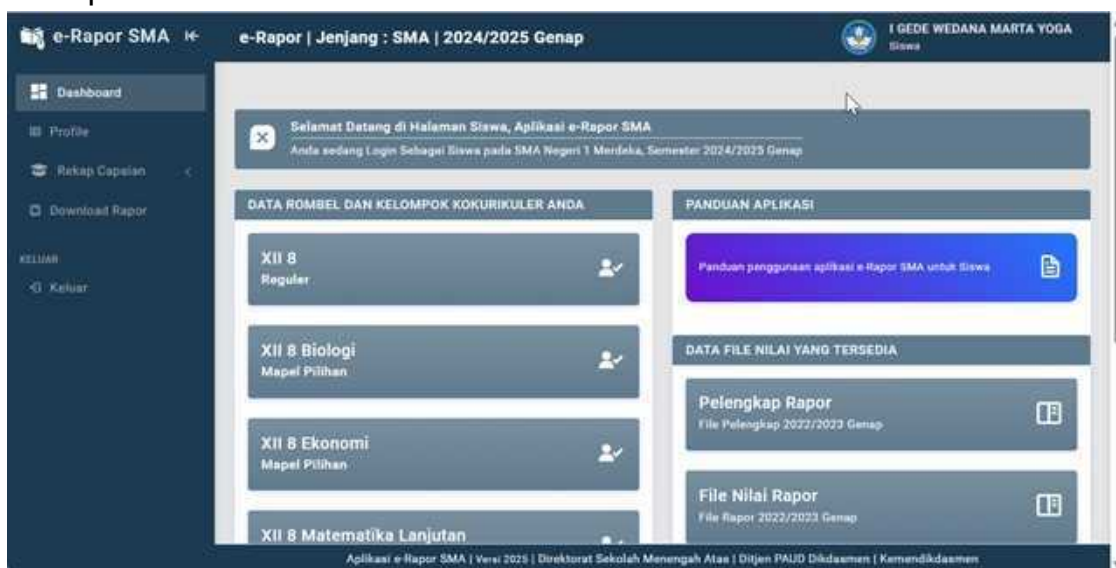 e-Rapor SMA
e-Rapor | Jenjang : SMA | 2024/2025 Genap
I GEDE WEDANA MARTA YOGA
Siswa
Dashboard
Profile
Rekap Capaian
Download Rapor
KELUAR
Keluar
Selamat Datang di Halaman Siswa, Aplikasi e-Rapor SMA
Anda sedang Login Sebagai Siswa pada SMA Negeri 1 Merdeka, Semester 2024/2025 Genap
DATA ROMBEL DAN KELOMPOK KOKURIKULER ANDA
XII 8
Reguler
XII 8 Biologi
Mapel Pilihan
XII 8 Ekonomi
Mapel Pilihan
XII 8 Matematika Lanjutan
PANDUAN APLIKASI
Panduan penggunaan aplikasi e-Rapor SMA untuk Siswa
DATA FILE NILAI YANG TERSEDIA
Pelengkap Rapor
File Pelengkap 2022/2023 Genap
File Nilai Rapor
File Rapor 2022/2023 Genap
Aplikasi e-Rapor SMA | Versi 2025 | Direktorat Sekolah Menengah Atas | Ditjen PAUD Dikdasmen | Kemendikdasmen